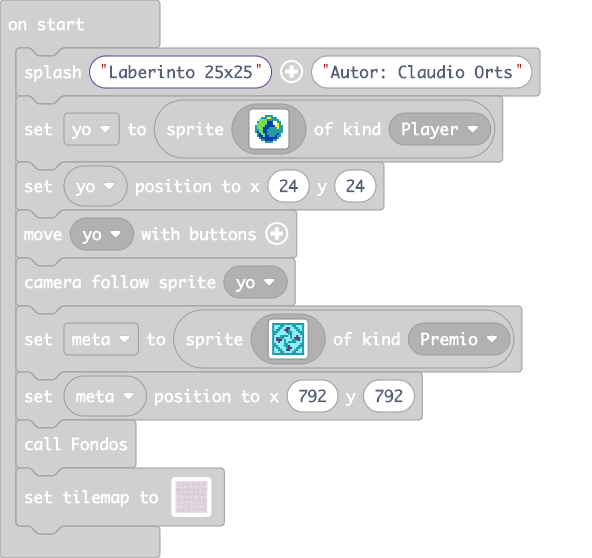 on start
splash "Laberinto 25x25" "Autor: Claudio Orts"
set yo to sprite of kind Player
set yo position to x 24 y 24
move yo with buttons
camera follow sprite yo
set meta to sprite of kind Premio
set meta position to x 792 y 792
call Fondos
set tilemap to